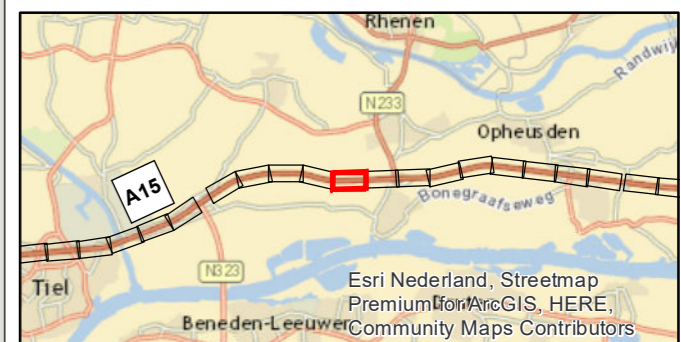 Rhenen
Randwij
N233
Opheusden
A15
Bonegraafseweg
N323
Tiel
Esri Nederland, Streetmap
Premium for ArcGIS, HERE,
Beneden-Leeuwen
Community Maps Contributors